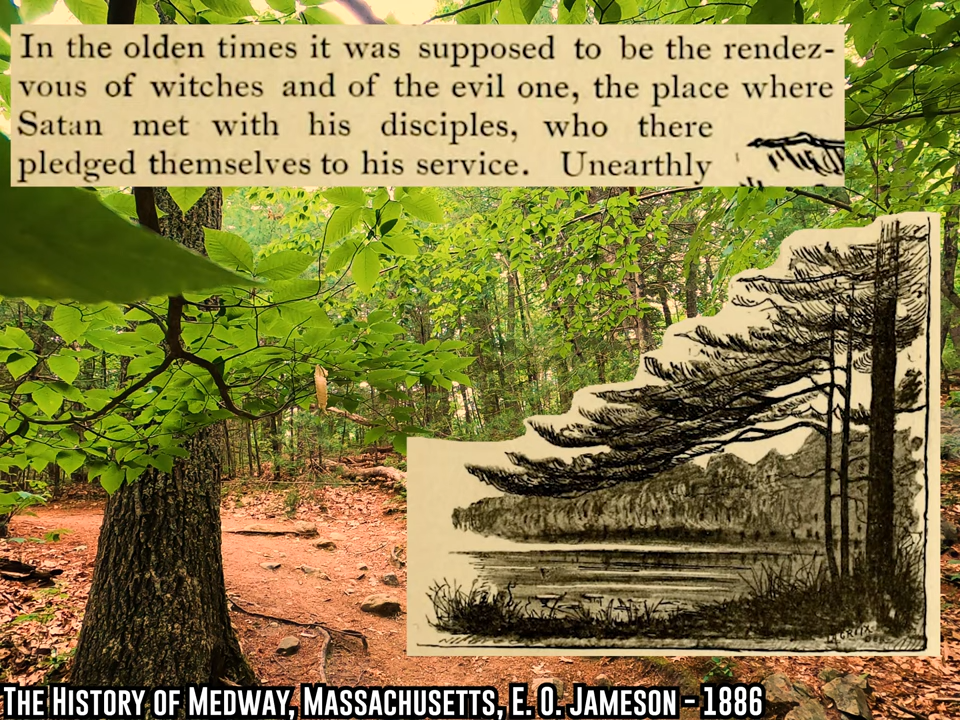 In the olden times it was supposed to be the rendez-
vous of witches and of the evil one, the place where
Satan met with his disciples, who there
pledged themselves to his service. Unearthly
THE HISTORY OF MEDWAY, MASSACHUSETTS, E. O. JAMESON - 1886